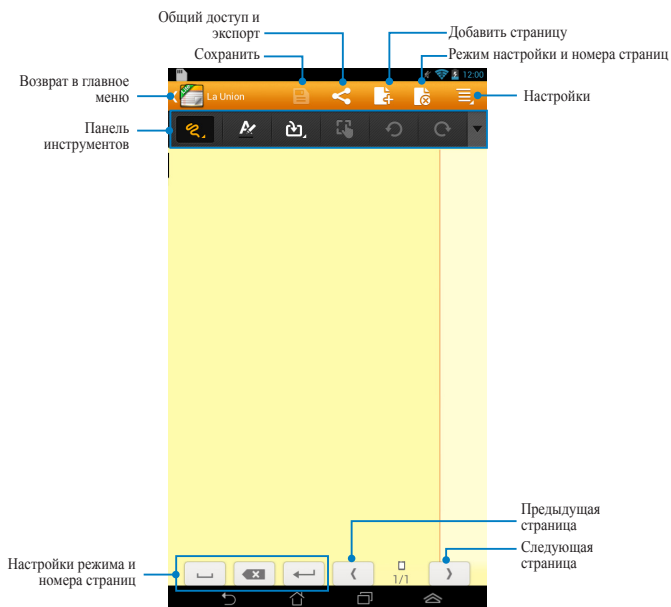 Общий доступ и
экспорт
Сохранить
Добавить страницу
Режим настройки и номера страниц
Возврат в главное
меню
12:00
La Union
Настройки
Панель
инструментов
Предыдущая
страница
Следующая
страница
Настройки режима и
номера страниц
1/1